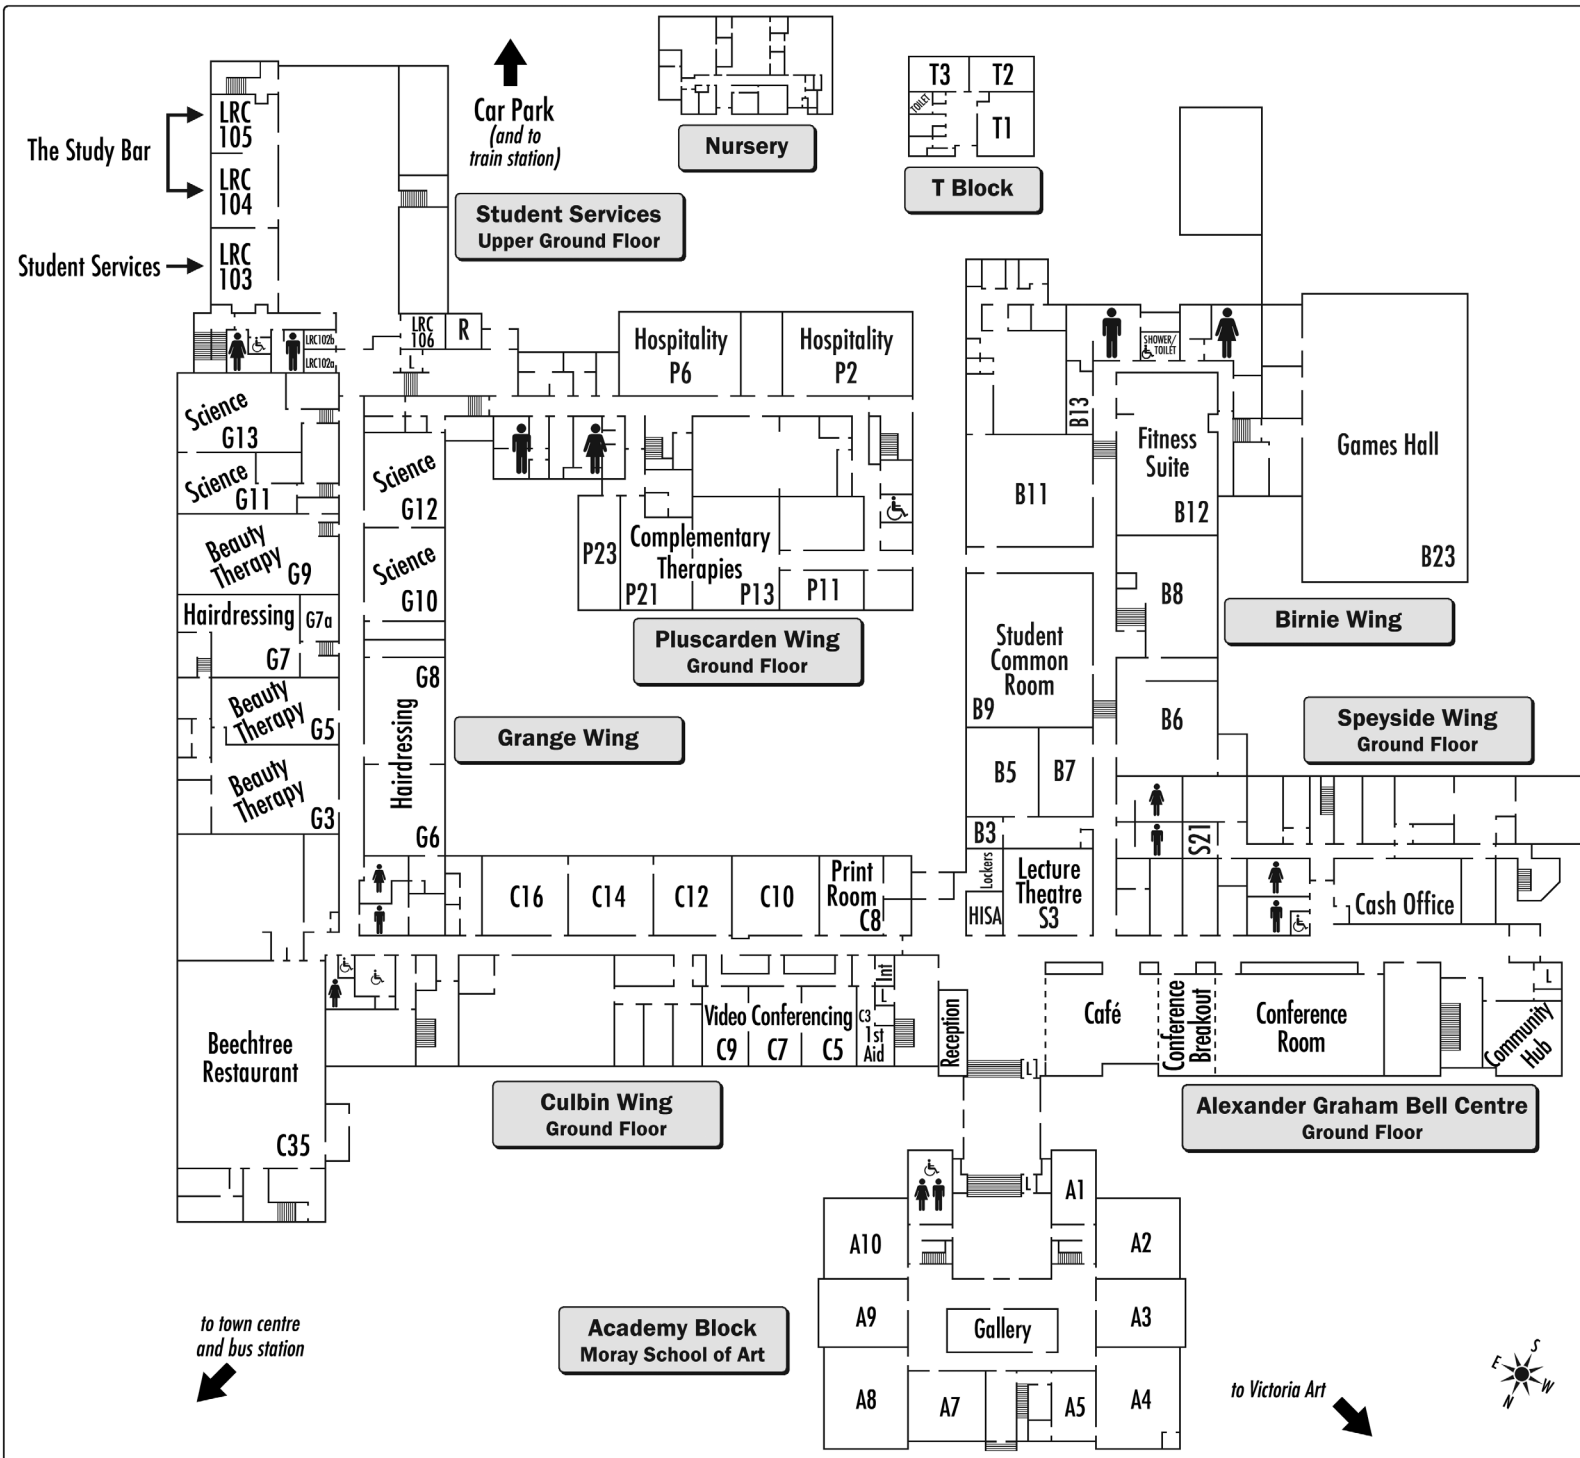 Car Park
(and to
train station)
Nursery
T3
T2
TOILET
T1
T Block
The Study Bar
LRC
105
LRC
104
Student Services
LRC
103
Student Services
Upper Ground Floor
LRC102b
LRC102a
LRC
106
R
L
Hospitality
P6
Hospitality
P2
SHOWER/
TOILET
B13
Fitness
Suite
B12
Games Hall
B23
B11
Science
G13
Science
G11
Science
G12
Beauty
Therapy
G9
Science
G10
Hairdressing
G7a
G7
P23
Complementary
Therapies
P21
P13
P11
Pluscarden Wing
Ground Floor
B8
Birnie Wing
Student
Common
Room
B9
B6
Beauty
Therapy
G5
G8
Hairdressing
G6
Grange Wing
Beauty
Therapy
G3
Speyside Wing
Ground Floor
B5
B7
B3
S21
Lockers
HISA
Lecture
Theatre
S3
Cash Office
C16
C14
C12
C10
Print
Room
C8
Int
L
Video Conferencing
C9
C7
C5
C3
1st
Aid
Reception
L
Café
Conference
Breakout
Conference
Room
L
Community
Hub
Beechtree
Restaurant
C35
Culbin Wing
Ground Floor
Alexander Graham Bell Centre
Ground Floor
L
A1
A10
A2
A9
Gallery
A3
A8
A7
A5
A4
Academy Block
Moray School of Art
to town centre
and bus station
to Victoria Art
S
E
W
N